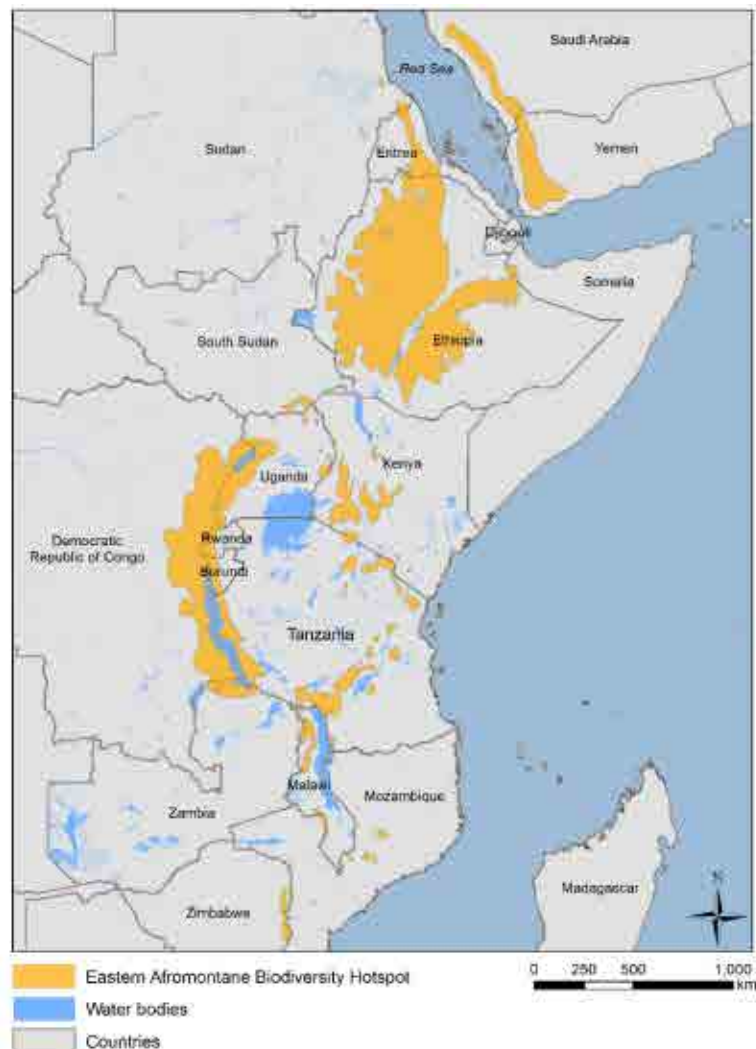 Saudi Arabia
Red Sea
Sudan
Eritrea
Yemen
Djibouti
Somalia
South Sudan
Ethiopia
Uganda
Kenya
Democratic
Republic of Congo
Rwanda
Burundi
Tanzania
Malawi
Mozambique
Zambia
Madagascar
Zimbabwe
N
Eastern Afromontane Biodiversity Hotspot
Water bodies
Countries
0 250 500 1,000
km